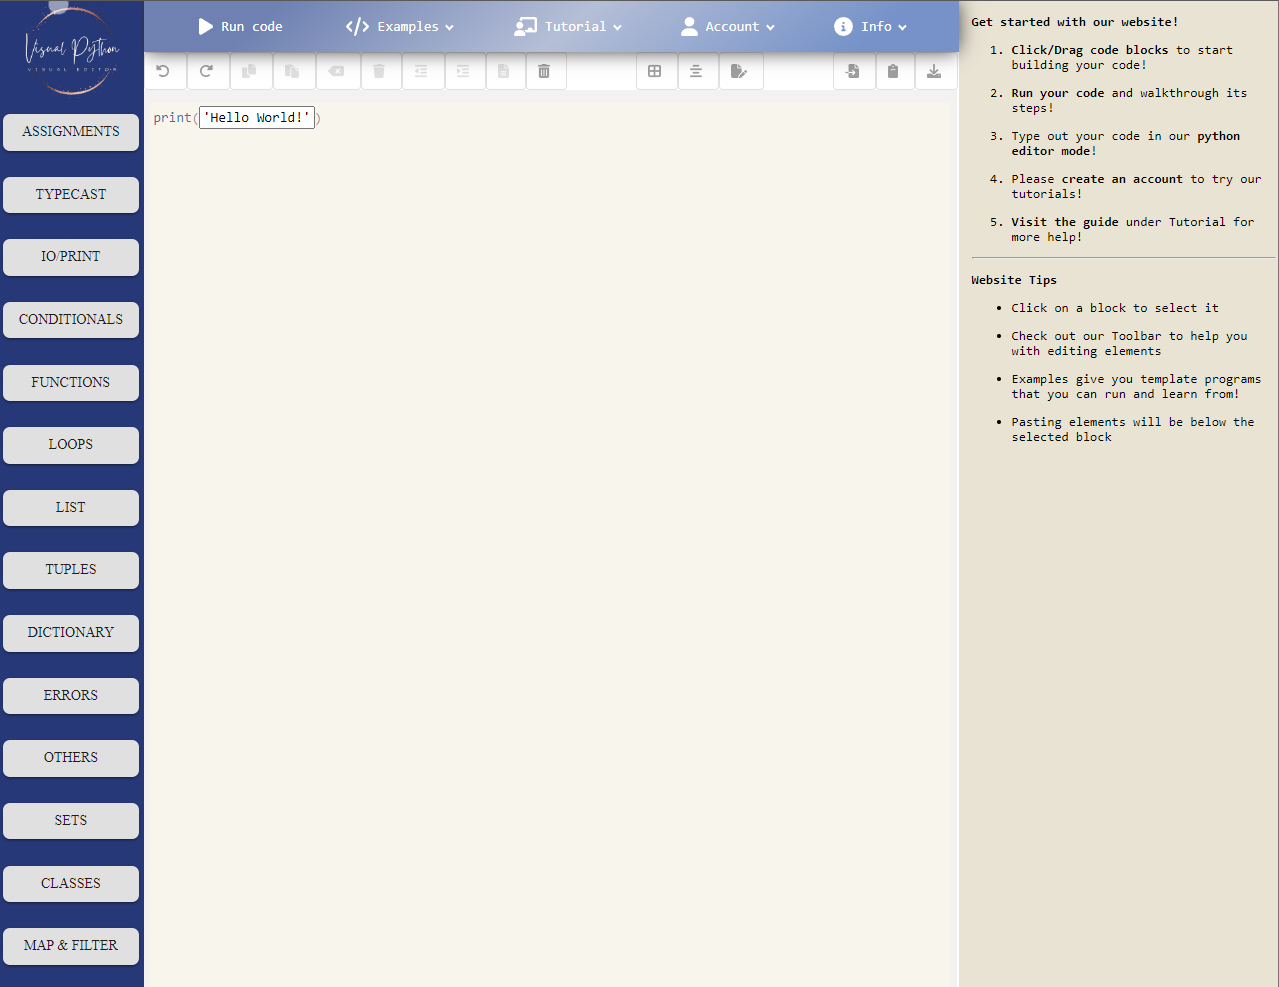 Visual Python
VISUAL EDITOR
Run code
Examples
Tutorial
Account
Info
ASSIGNMENTS
TYPECAST
IO/PRINT
CONDITIONALS
FUNCTIONS
LOOPS
LIST
TUPLES
DICTIONARY
ERRORS
OTHERS
SETS
CLASSES
MAP & FILTER
print('Hello World!')
Get started with our website!
1. Click/Drag code blocks to start
building your code!
2. Run your code and walkthrough its
steps!
3. Type out your code in our python
editor mode!
4. Please create an account to try our
tutorials!
5. Visit the guide under Tutorial for
more help!
Website Tips
• Click on a block to select it
• Check out our Toolbar to help you
with editing elements
• Examples give you template programs
that you can run and learn from!
• Pasting elements will be below the
selected block